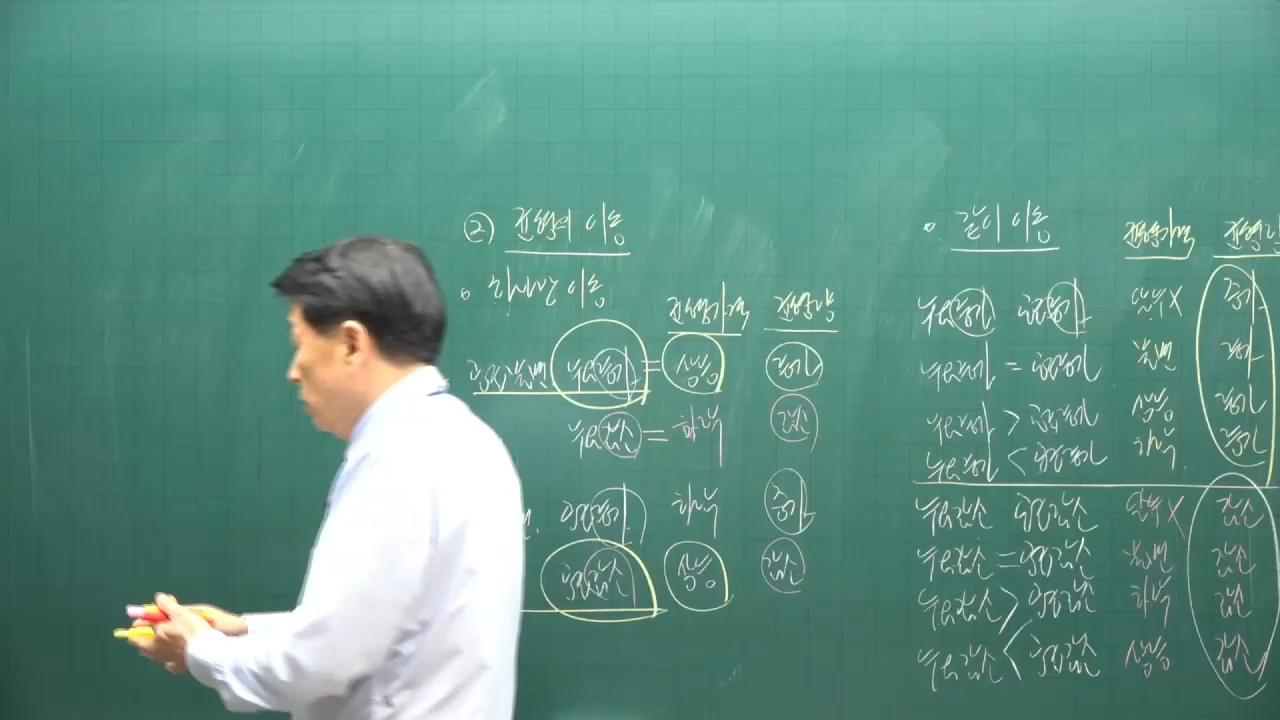 ② 균형의 이동
◦ 하나만 이동
균형가격 균형량
공급불변 수요증가 = 상승 증가
수요감소 = 하락 감소
공급증가 하락 증가
공급감소 상승 감소
◦ 같이 이동 균형가격 균형량
수요증가 공급증가 알수X 증가
수요증가 = 공급증가 불변 증가
수요증가 > 공급증가 상승 증가
수요증가 < 공급증가 하락 증가
수요감소 공급감소 알수X 감소
수요감소 = 공급감소 불변 감소
수요감소 > 공급감소 하락 감소
수요감소 < 공급감소 상승 감소